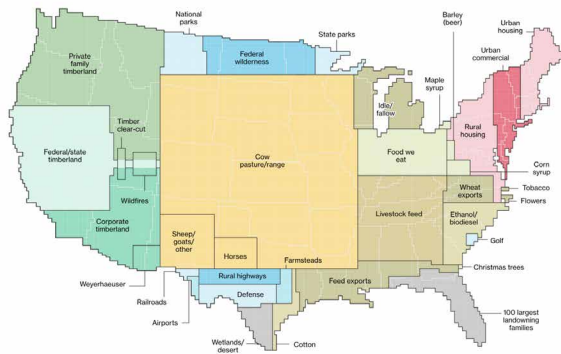 National
parks
State parks
Barley
(beer)
Urban
housing
Urban
commercial
Private
family
timberland
Federal
wilderness
Maple
syrup
Idle/
fallow
Timber
clear-cut
Federal/state
timberland
Cow
pasture/range
Food we
eat
Rural
housing
Corn
syrup
Wildfires
Wheat
exports
Tobacco
Flowers
Corporate
timberland
Livestock feed
Ethanol/
biodiesel
Sheep/
goats/
other
Horses
Farmsteads
Golf
Weyerhaeuser
Rural highways
Feed exports
Christmas trees
Railroads
Defense
Airports
100 largest
landowning
families
Wetlands/
desert
Cotton